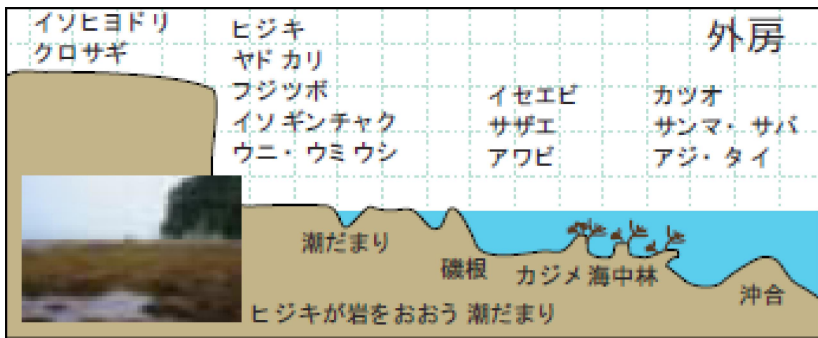 外房
イソヒヨドリ
クロサギ
ヒジキ
ヤドカリ
フジツボ
イソギンチャク
ウニ・ウミウシ
イセエビ
サザエ
アワビ
カツオ
サンマ・サバ
アジ・タイ
潮だまり
磯根
カジメ海中林
沖合
ヒジキが岩をおおう潮だまり